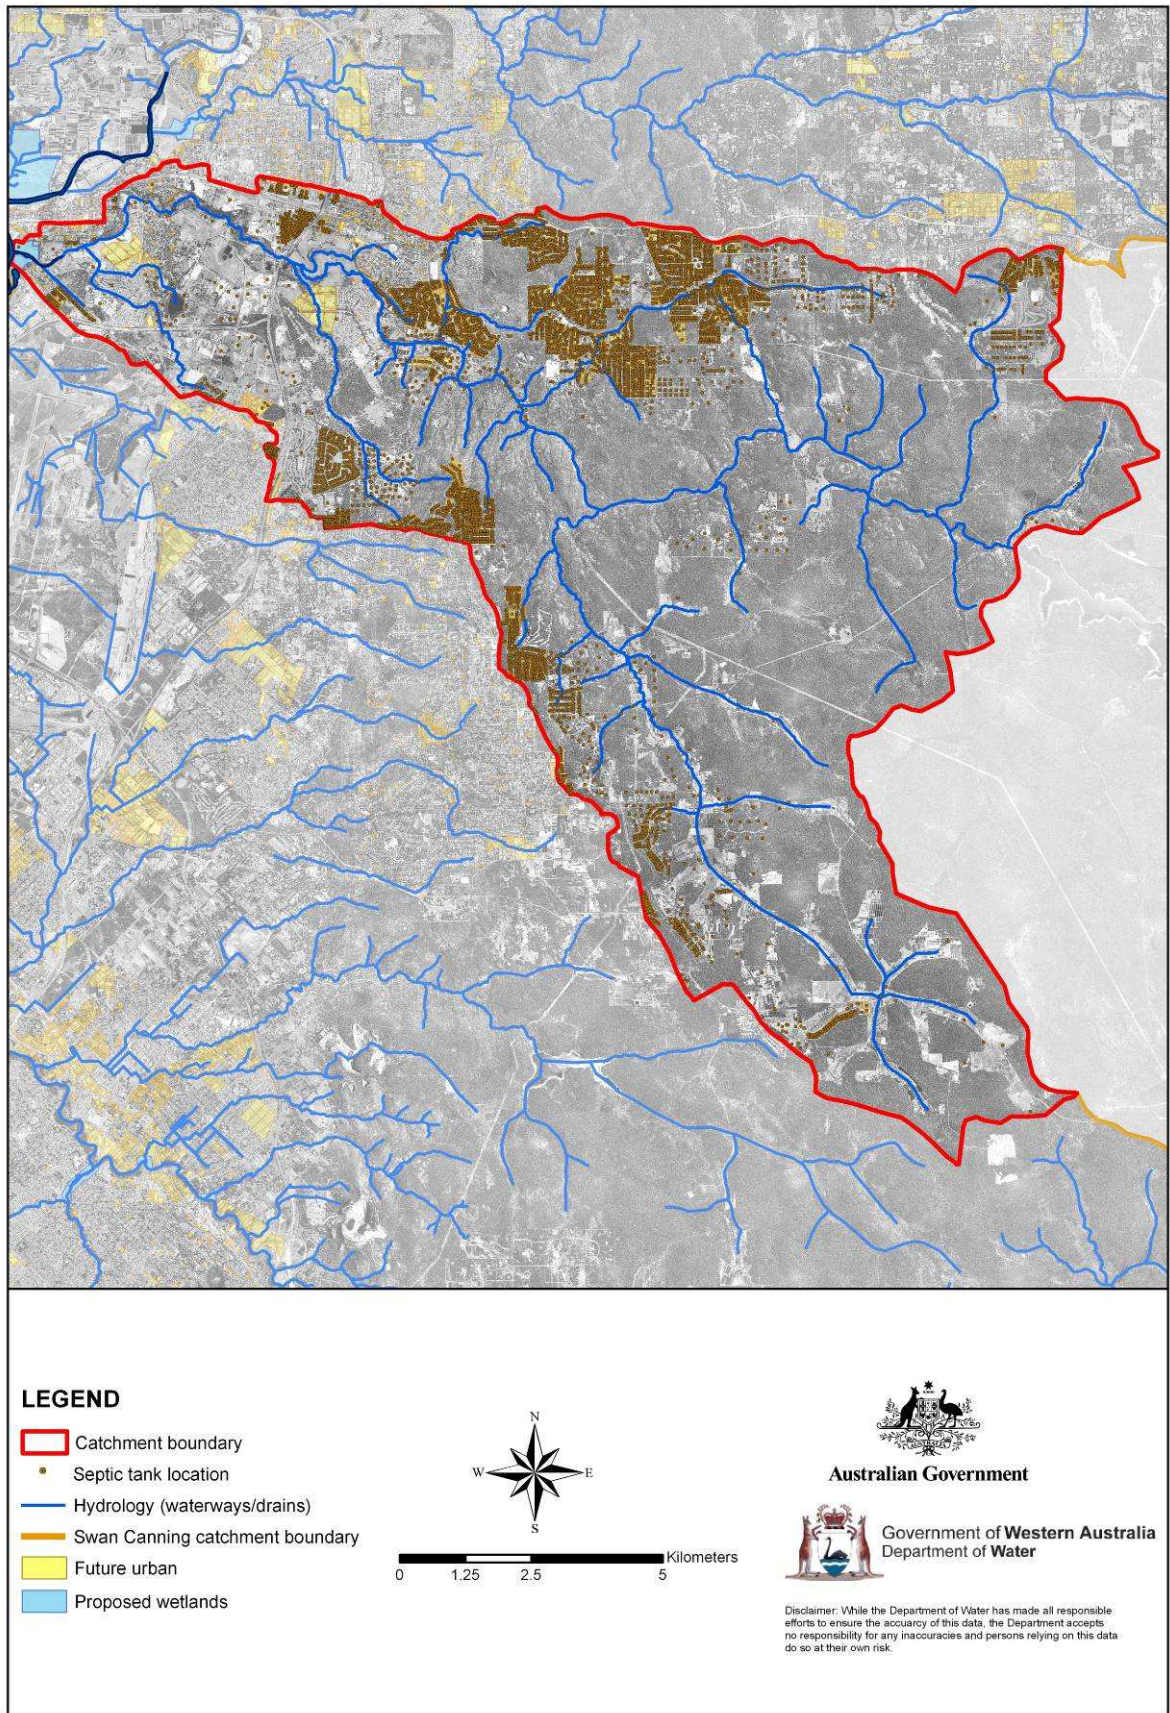 LEGEND
Catchment boundary
Septic tank location
Hydrology (waterways/drains)
Swan Canning catchment boundary
Future urban
Proposed wetlands
N
W
E
S
Kilometers
0 1.25 2.5 5
AUSTRALIA
Australian Government
Government of Western Australia
Department of Water
Disclaimer: While the Department of Water has made all responsible
efforts to ensure the accuarcy of this data, the Department accepts
no responsibility for any inaccuracies and persons relying on this data
do so at their own risk.